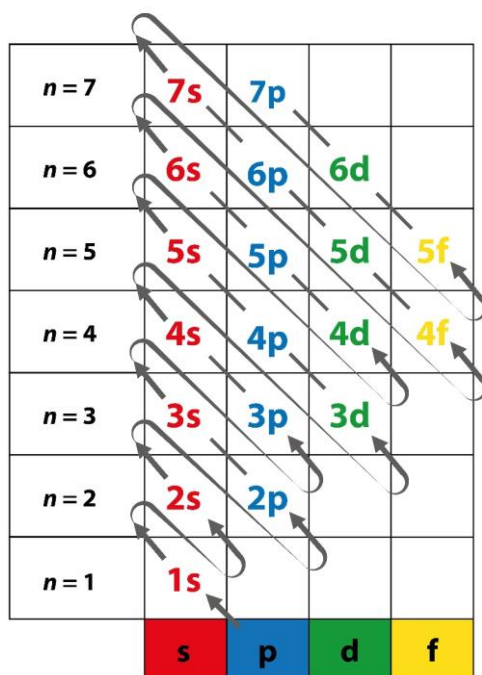 n = 7 7s 7p
n = 6 6s 6p 6d
n = 5 5s 5p 5d 5f
n = 4 4s 4p 4d 4f
n = 3 3s 3p 3d
n = 2 2s 2p
n = 1 1s
s p d f